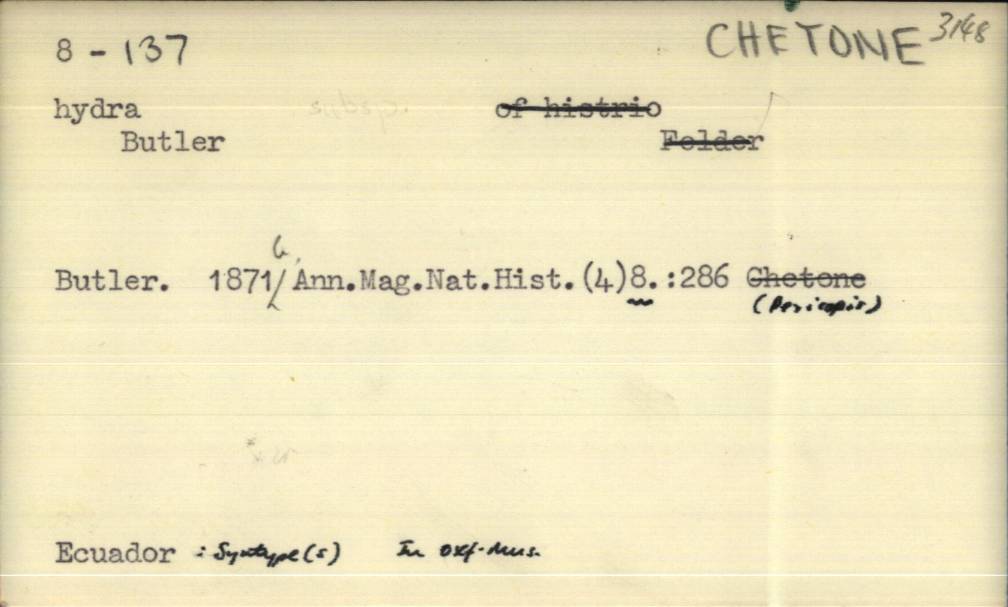 8 - 137 CHETONE 3148
hydra of histrio
Butler Felder
b
Butler. 1871/ Ann.Mag.Nat.Hist.(4)8.:286 Chetone
(Pericopis)
Ecuador : Syntype(s) In Oxf. Mus.